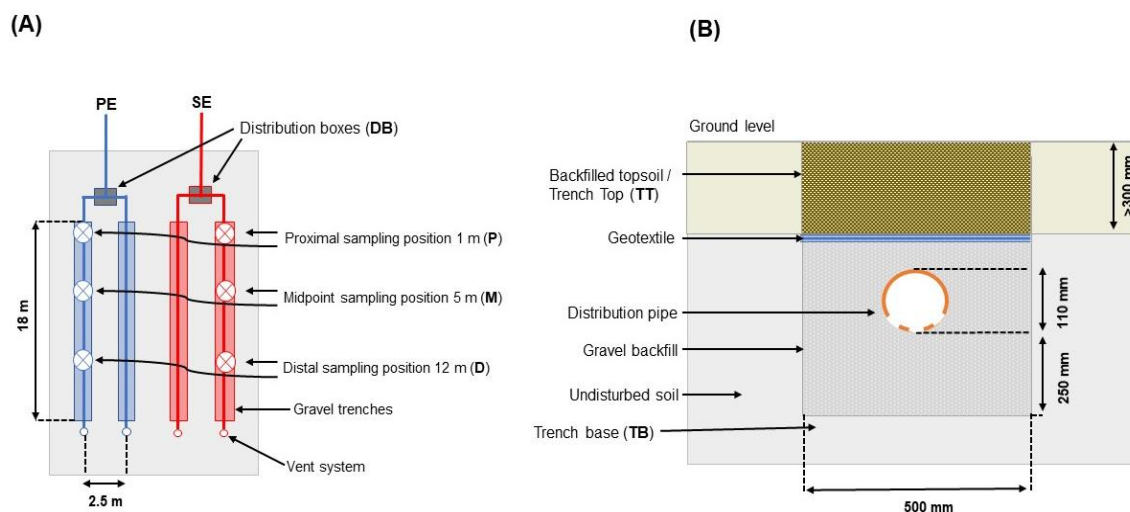 (A)
PE
SE
Distribution boxes (DB)
Proximal sampling position 1 m (P)
Midpoint sampling position 5 m (M)
Distal sampling position 12 m (D)
Gravel trenches
Vent system
18 m
2.5 m
(B)
Ground level
Backfilled topsoil /
Trench Top (TT)
Geotextile
Distribution pipe
Gravel backfill
Undisturbed soil
Trench base (TB)
>300 mm
110 mm
250 mm
500 mm